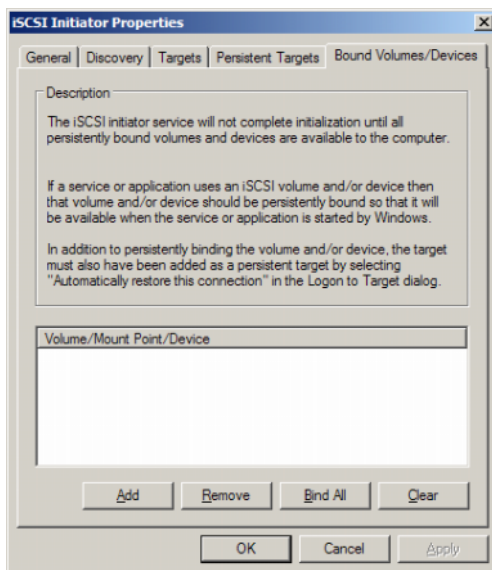 iSCSI Initiator Properties
General
Discovery
Targets
Persistent Targets
Bound Volumes/Devices
Description
The iSCSI initiator service will not complete initialization until all
persistently bound volumes and devices are available to the computer.
If a service or application uses an iSCSI volume and/or device then
that volume and/or device should be persistently bound so that it will
be available when the service or application is started by Windows.
In addition to persistently binding the volume and/or device, the target
must also have been added as a persistent target by selecting
"Automatically restore this connection" in the Logon to Target dialog.
Volume/Mount Point/Device
Add
Remove
Bind All
Clear
OK
Cancel
Apply